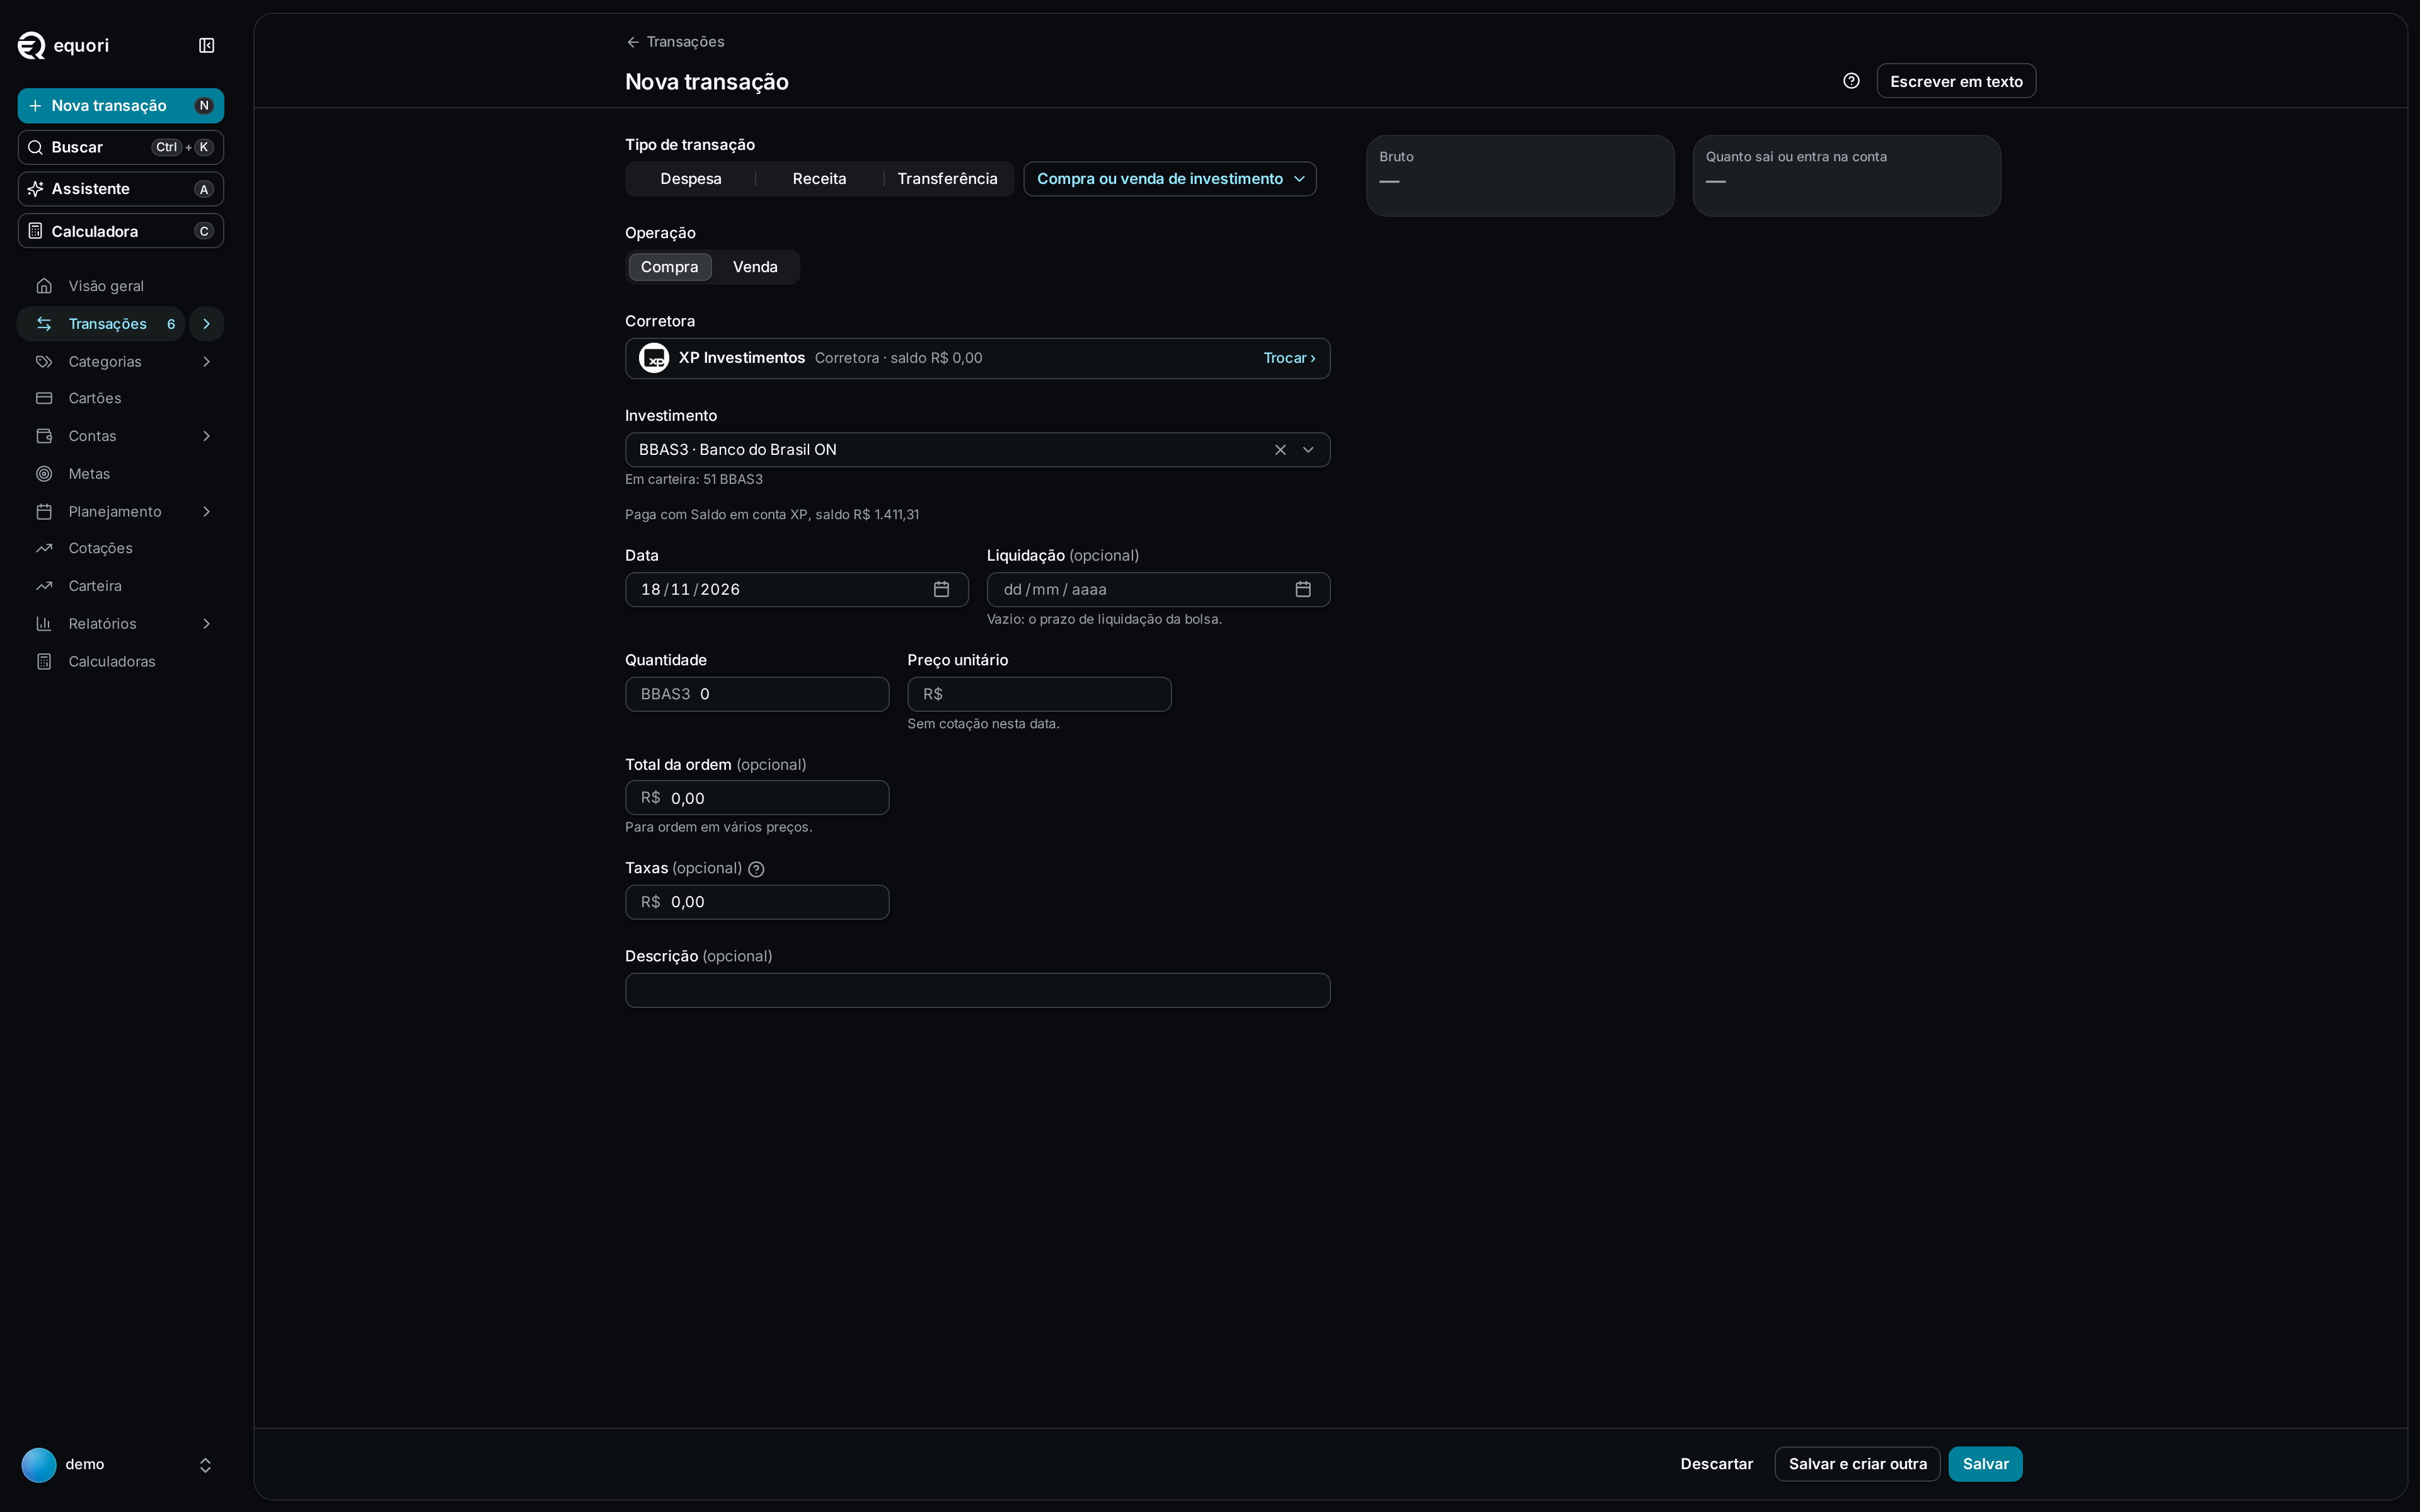 equori
Nova transação N
Buscar Ctrl + K
Assistente A
Calculadora C
Visão geral
Transações 6
Categorias
Cartões
Contas
Metas
Planejamento
Cotações
Carteira
Relatórios
Calculadoras
demo
Transações
Nova transação
Escrever em texto
Tipo de transação
Despesa Receita Transferência Compra ou venda de investimento
Operação
Compra Venda
Corretora
XP XP Investimentos Corretora · saldo R$ 0,00 Trocar ›
Investimento
BBAS3 · Banco do Brasil ON
Em carteira: 51 BBAS3
Paga com Saldo em conta XP, saldo R$ 1.411,31
Data Liquidação (opcional)
18/11/2026 dd/mm/aaaa
Vazio: o prazo de liquidação da bolsa.
Quantidade Preço unitário
BBAS3 0 R$
Sem cotação nesta data.
Total da ordem (opcional)
R$ 0,00
Para ordem em vários preços.
Taxas (opcional)
R$ 0,00
Descrição (opcional)
Bruto
—
Quanto sai ou entra na conta
—
Descartar Salvar e criar outra Salvar